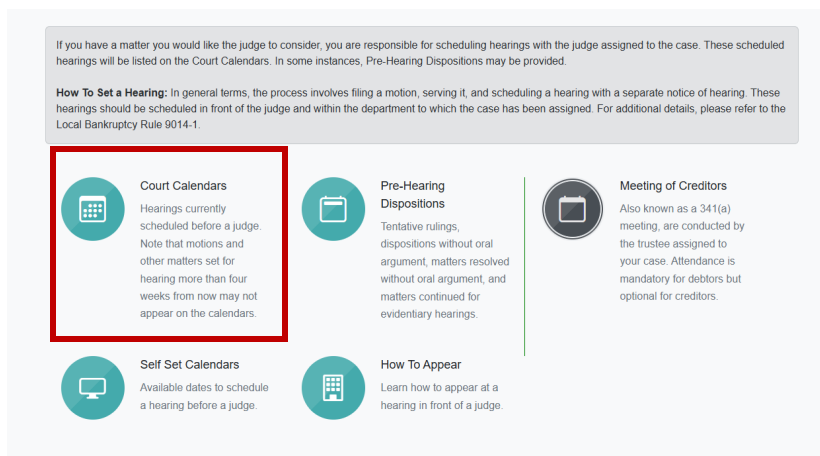 If you have a matter you would like the judge to consider, you are responsible for scheduling hearings with the judge assigned to the case. These scheduled
hearings will be listed on the Court Calendars. In some instances, Pre-Hearing Dispositions may be provided.
How To Set a Hearing: In general terms, the process involves filing a motion, serving it, and scheduling a hearing with a separate notice of hearing. These
hearings should be scheduled in front of the judge and within the department to which the case has been assigned. For additional details, please refer to the
Local Bankruptcy Rule 9014-1.
Court Calendars
Hearings currently
scheduled before a judge.
Note that motions and
other matters set for
hearing more than four
weeks from now may not
appear on the calendars.
Pre-Hearing
Dispositions
Tentative rulings,
dispositions without oral
argument, matters resolved
without oral argument, and
matters continued for
evidentiary hearings.
Meeting of Creditors
Also known as a 341(a)
meeting, are conducted by
the trustee assigned to
your case. Attendance is
mandatory for debtors but
optional for creditors.
Self Set Calendars
Available dates to schedule
a hearing before a judge.
How To Appear
Learn how to appear at a
hearing in front of a judge.